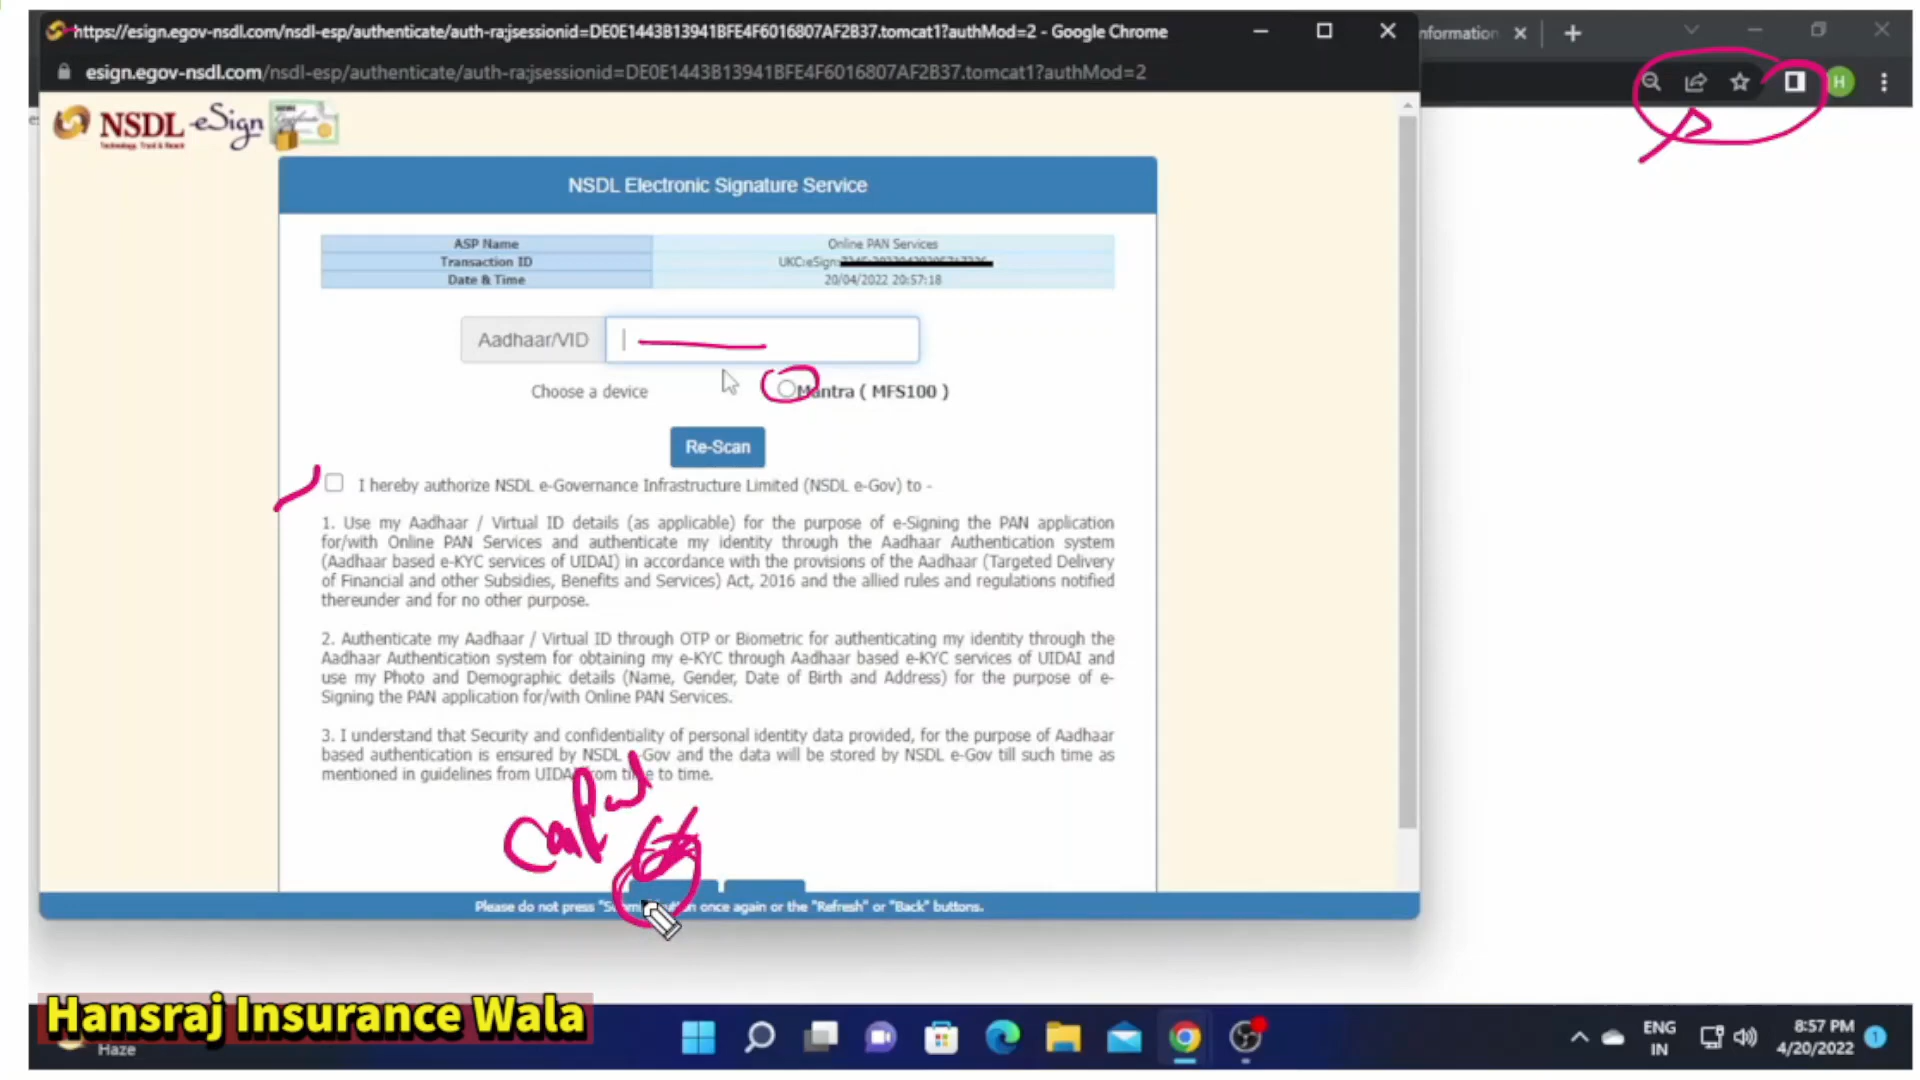 https://esign.egov-nsdl.com/nsdl-esp/authenticate/auth-ra;jsessionid=DE0E1443B13941BFE4F6016807AF2B37.tomcat1?authMod=2 - Google Chrome
nformation
esign.egov-nsdl.com/nsdl-esp/authenticate/auth-ra;jsessionid=DE0E1443B13941BFE4F6016807AF2B37.tomcat1?authMod=2
H
NSDL eSign
Technology, Trust & Reach
NSDL Electronic Signature Service
ASP Name Online PAN Services
Transaction ID UKC:eSign:
Date & Time 20/04/2022 20:57:18
Aadhaar/VID
Choose a device Mantra ( MFS100 )
Re-Scan
I hereby authorize NSDL e-Governance Infrastructure Limited (NSDL e-Gov) to -
1. Use my Aadhaar / Virtual ID details (as applicable) for the purpose of e-Signing the PAN application
for/with Online PAN Services and authenticate my identity through the Aadhaar Authentication system
(Aadhaar based e-KYC services of UIDAI) in accordance with the provisions of the Aadhaar (Targeted Delivery
of Financial and other Subsidies, Benefits and Services) Act, 2016 and the allied rules and regulations notified
thereunder and for no other purpose.
2. Authenticate my Aadhaar / Virtual ID through OTP or Biometric for authenticating my identity through the
Aadhaar Authentication system for obtaining my e-KYC through Aadhaar based e-KYC services of UIDAI and
use my Photo and Demographic details (Name, Gender, Date of Birth and Address) for the purpose of e-
Signing the PAN application for/with Online PAN Services.
3. I understand that Security and confidentiality of personal identity data provided, for the purpose of Aadhaar
based authentication is ensured by NSDL e-Gov and the data will be stored by NSDL e-Gov till such time as
mentioned in guidelines from UIDAI from time to time.
Please do not press "Submit" button once again or the "Refresh" or "Back" buttons.
Hansraj Insurance Wala
Haze
ENG
IN
8:57 PM
4/20/2022
1